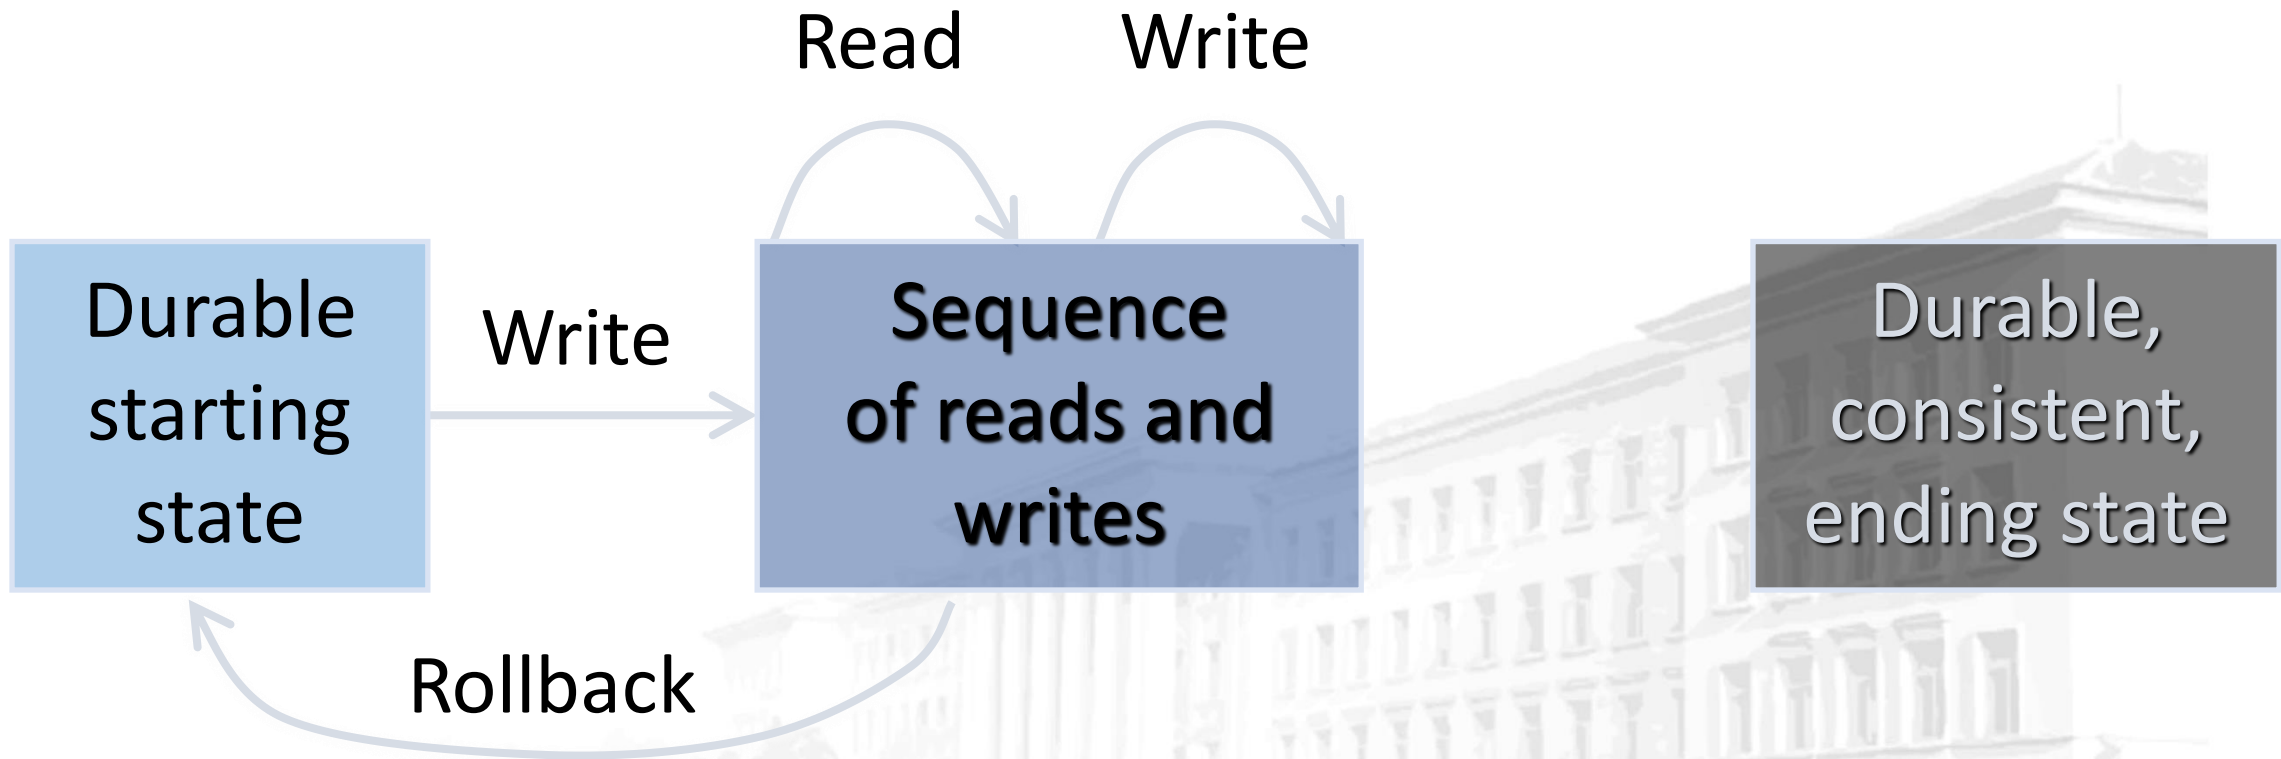 Read
Write
Durable
starting
state
Write
Sequence
of reads and
writes
Durable,
consistent,
ending state
Rollback